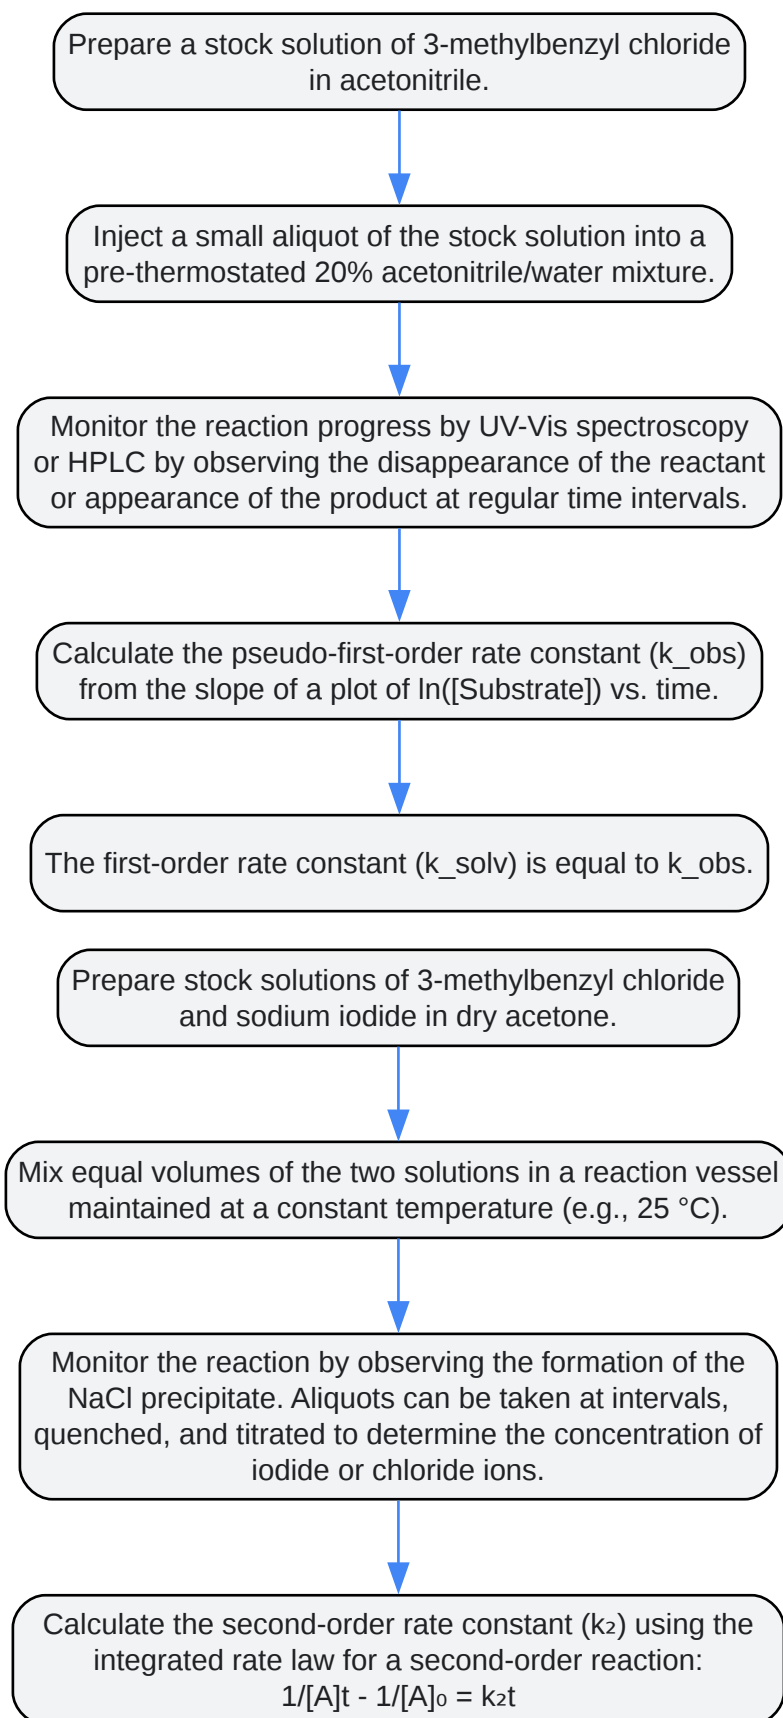 Prepare a stock solution of 3-methylbenzyl chloride
in acetonitrile.
Inject a small aliquot of the stock solution into a
pre-thermostated 20% acetonitrile/water mixture.
Monitor the reaction progress by UV-Vis spectroscopy
or HPLC by observing the disappearance of the reactant
or appearance of the product at regular time intervals.
Calculate the pseudo-first-order rate constant (k_obs)
from the slope of a plot of ln([Substrate]) vs. time.
The first-order rate constant (k_solv) is equal to k_obs.
Prepare stock solutions of 3-methylbenzyl chloride
and sodium iodide in dry acetone.
Mix equal volumes of the two solutions in a reaction vessel
maintained at a constant temperature (e.g., 25 °C).
Monitor the reaction by observing the formation of the
NaCl precipitate. Aliquots can be taken at intervals,
quenched, and titrated to determine the concentration of
iodide or chloride ions.
Calculate the second-order rate constant (k₂) using the
integrated rate law for a second-order reaction:
1/[A]t - 1/[A]₀ = k₂t